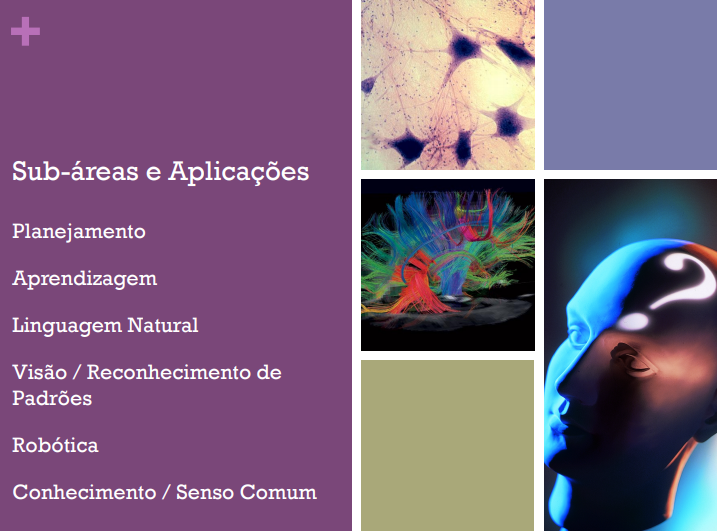 +
Sub-áreas e Aplicações
Planejamento
Aprendizagem
Linguagem Natural
Visão / Reconhecimento de
Padrões
Robótica
Conhecimento / Senso Comum
?